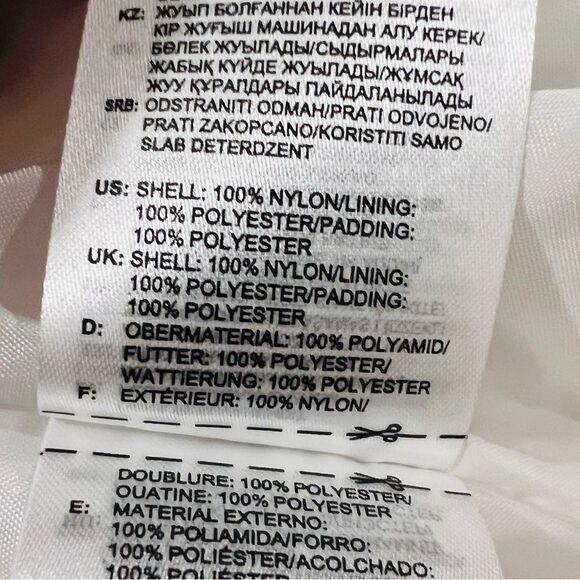 KZ: ЖУЫП БОЛҒАННАН КЕЙІН БІРДЕН
КІР ЖУҒЫШ МАШИНАДАН АЛУ КЕРЕК/
БӨЛЕК ЖУЫЛАДЫ/СЫДЫРМАЛАРЫ
ЖАБЫҚ КҮЙДЕ ЖУЫЛАДЫ/ЖҰМСАҚ
ЖУУ ҚҰРАЛДАРЫ ПАЙДАЛАНЫЛАДЫ
SRB: ODSTRANITI ODMAH/PRATI ODVOJENO/
PRATI ZAKOPCANO/KORISTITI SAMO
SLAB DETERDZENT
US: SHELL: 100% NYLON/LINING:
100% POLYESTER/PADDING:
100% POLYESTER
UK: SHELL: 100% NYLON/LINING:
100% POLYESTER/PADDING:
100% POLYESTER
D: OBERMATERIAL: 100% POLYAMID/
FUTTER: 100% POLYESTER/
WATTIERUNG: 100% POLYESTER
F: EXTÉRIEUR: 100% NYLON/
DOUBLURE: 100% POLYESTER/
OUATINE: 100% POLYESTER
E: MATERIAL EXTERNO:
100% POLIAMIDA/FORRO:
100% POLIÉSTER/ACOLCHADO:
100% POLIÉSTER